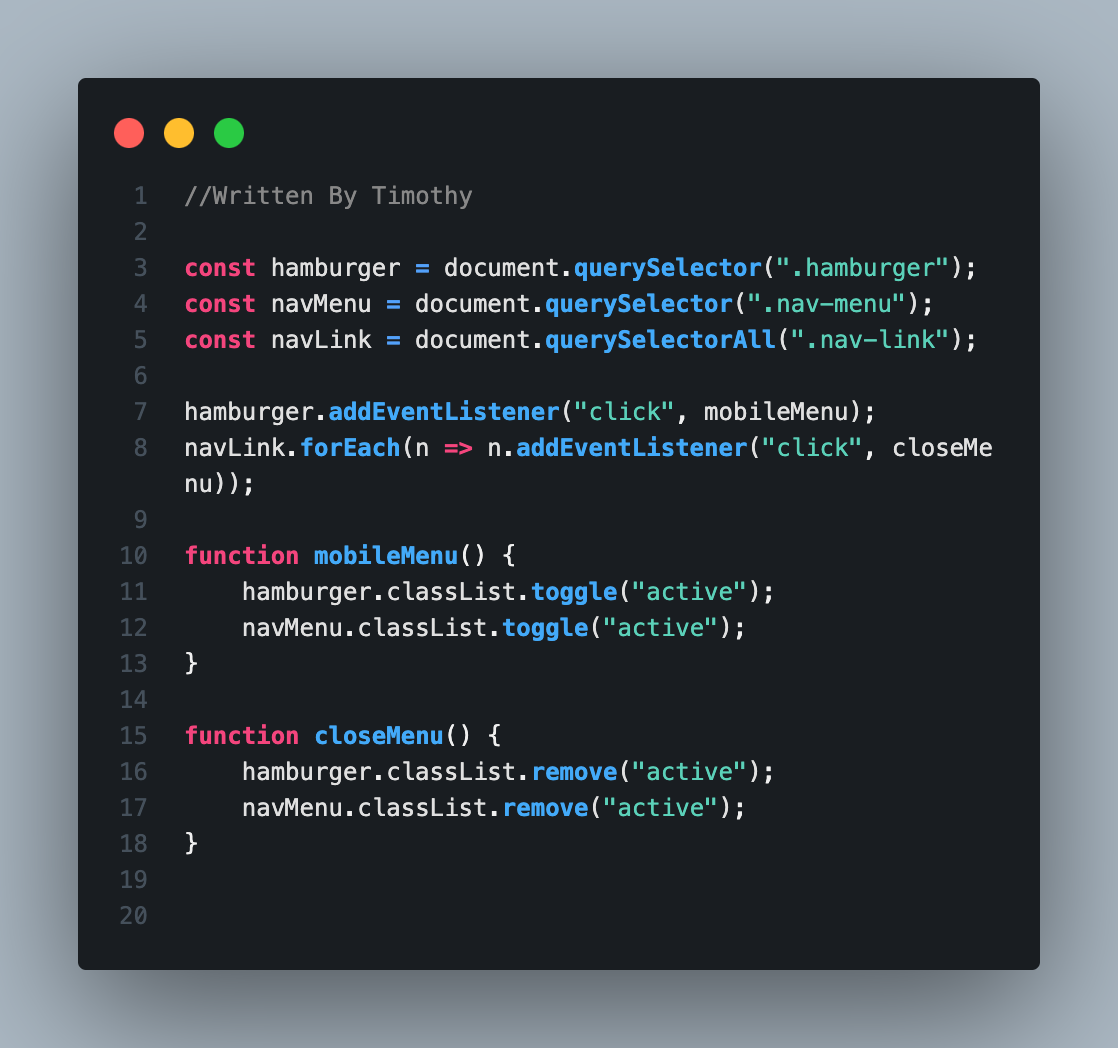 1 //Written By Timothy
2
3 const hamburger = document.querySelector(".hamburger");
4 const navMenu = document.querySelector(".nav-menu");
5 const navLink = document.querySelectorAll(".nav-link");
6
7 hamburger.addEventListener("click", mobileMenu);
8 navLink.forEach(n => n.addEventListener("click", closeMe
nu));
9
10 function mobileMenu() {
11     hamburger.classList.toggle("active");
12     navMenu.classList.toggle("active");
13 }
14
15 function closeMenu() {
16     hamburger.classList.remove("active");
17     navMenu.classList.remove("active");
18 }
19
20